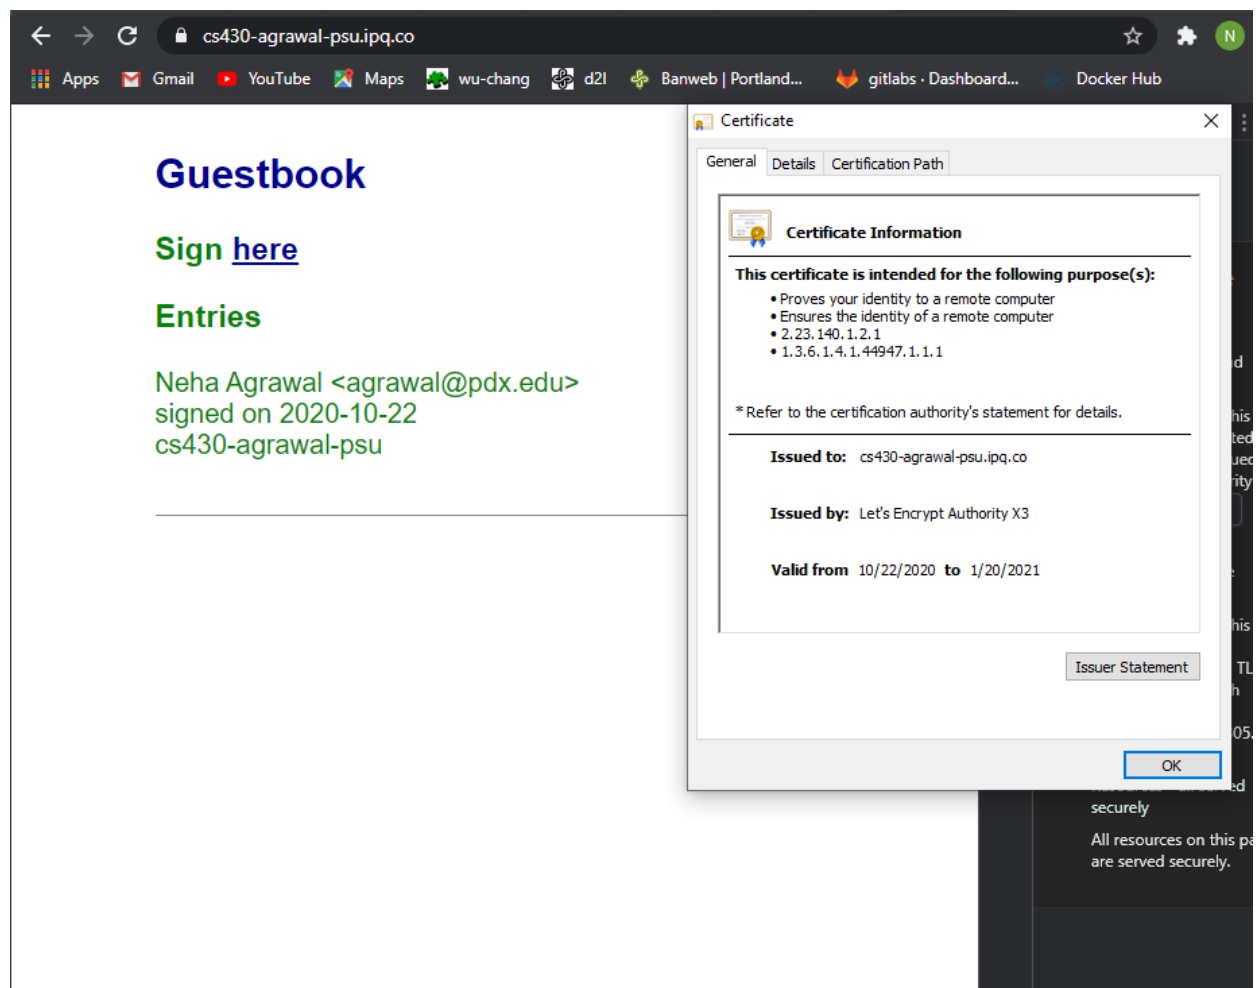 cs430-agrawal-psu.ipq.co
N
Apps Gmail YouTube Maps wu-chang d2l Banweb | Portland... gitlabs · Dashboard... Docker Hub
Guestbook
Sign here
Entries
Neha Agrawal <agrawal@pdx.edu>
signed on 2020-10-22
cs430-agrawal-psu
Certificate
General Details Certification Path
Certificate Information
This certificate is intended for the following purpose(s):
• Proves your identity to a remote computer
• Ensures the identity of a remote computer
• 2.23.140.1.2.1
• 1.3.6.1.4.1.44947.1.1.1
* Refer to the certification authority's statement for details.
Issued to: cs430-agrawal-psu.ipq.co
Issued by: Let's Encrypt Authority X3
Valid from 10/22/2020 to 1/20/2021
Issuer Statement
OK
securely
All resources on this pa
are served securely.